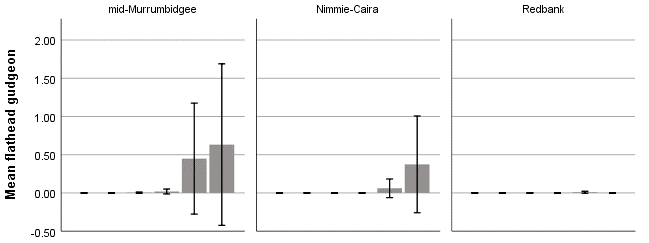 mid-Murrumbidgee
Nimmie-Caira
Redbank
Mean flathead gudgeon
2.00
1.50
1.00
0.50
0.00
-0.50